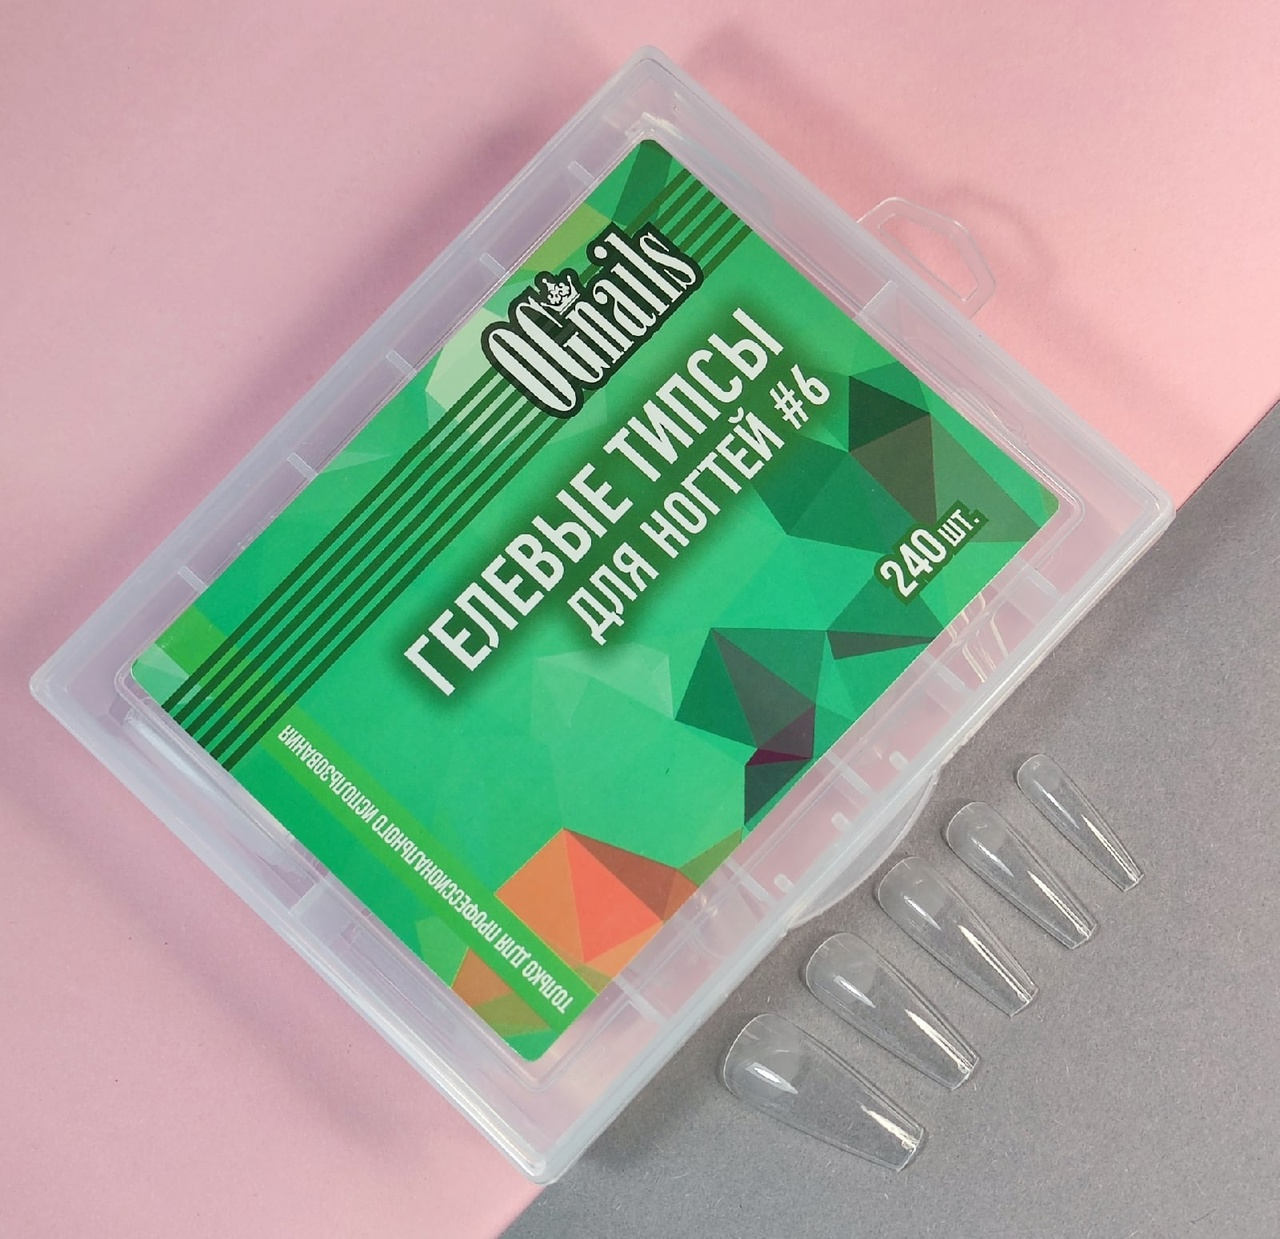 OGnails
ГЕЛЕВЫЕ ТИПСЫ
ДЛЯ НОГТЕЙ #6
240 шт.
ТОЛЬКО ДЛЯ ПРОФЕССИОНАЛЬНОГО ИСПОЛЬЗОВАНИЯ